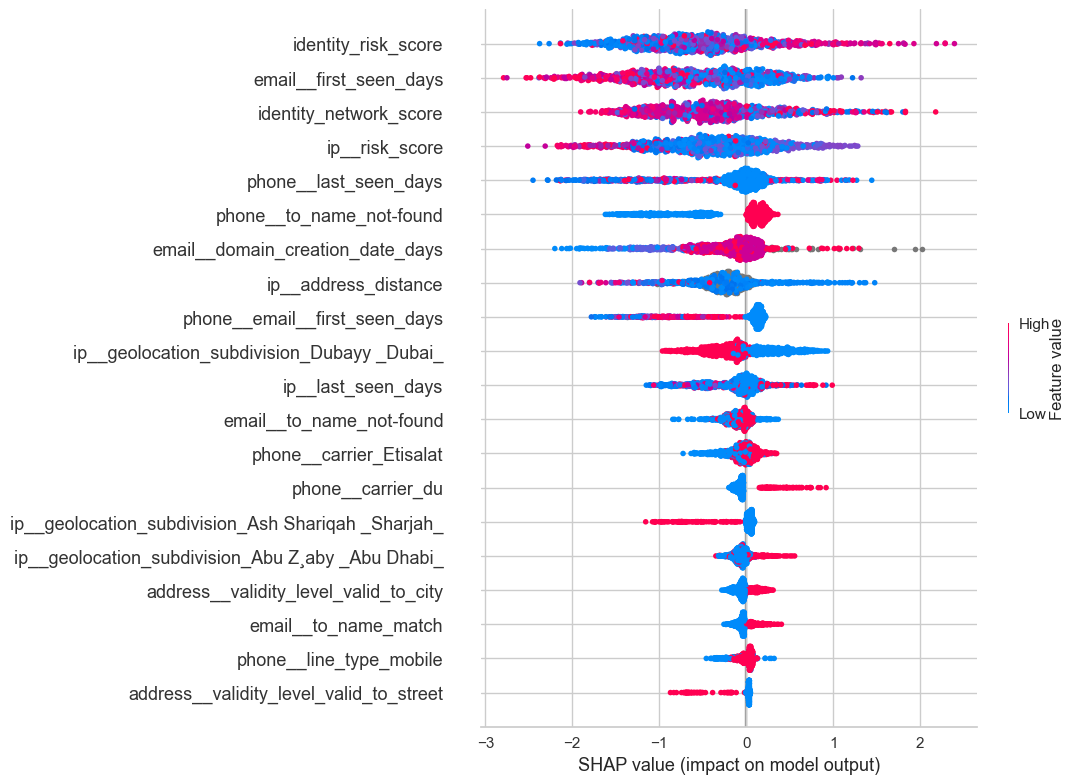 identity_risk_score
email__first_seen_days
identity_network_score
ip__risk_score
phone__last_seen_days
phone__to_name_not-found
email__domain_creation_date_days
ip__address_distance
phone__email__first_seen_days
ip__geolocation_subdivision_Dubayy _Dubai_
ip__last_seen_days
email__to_name_not-found
phone__carrier_Etisalat
phone__carrier_du
ip__geolocation_subdivision_Ash Shariqah _Sharjah_
ip__geolocation_subdivision_Abu Z¸aby _Abu Dhabi_
address__validity_level_valid_to_city
email__to_name_match
phone__line_type_mobile
address__validity_level_valid_to_street
−3 −2 −1 0 1 2
SHAP value (impact on model output)
High
Low
Feature value